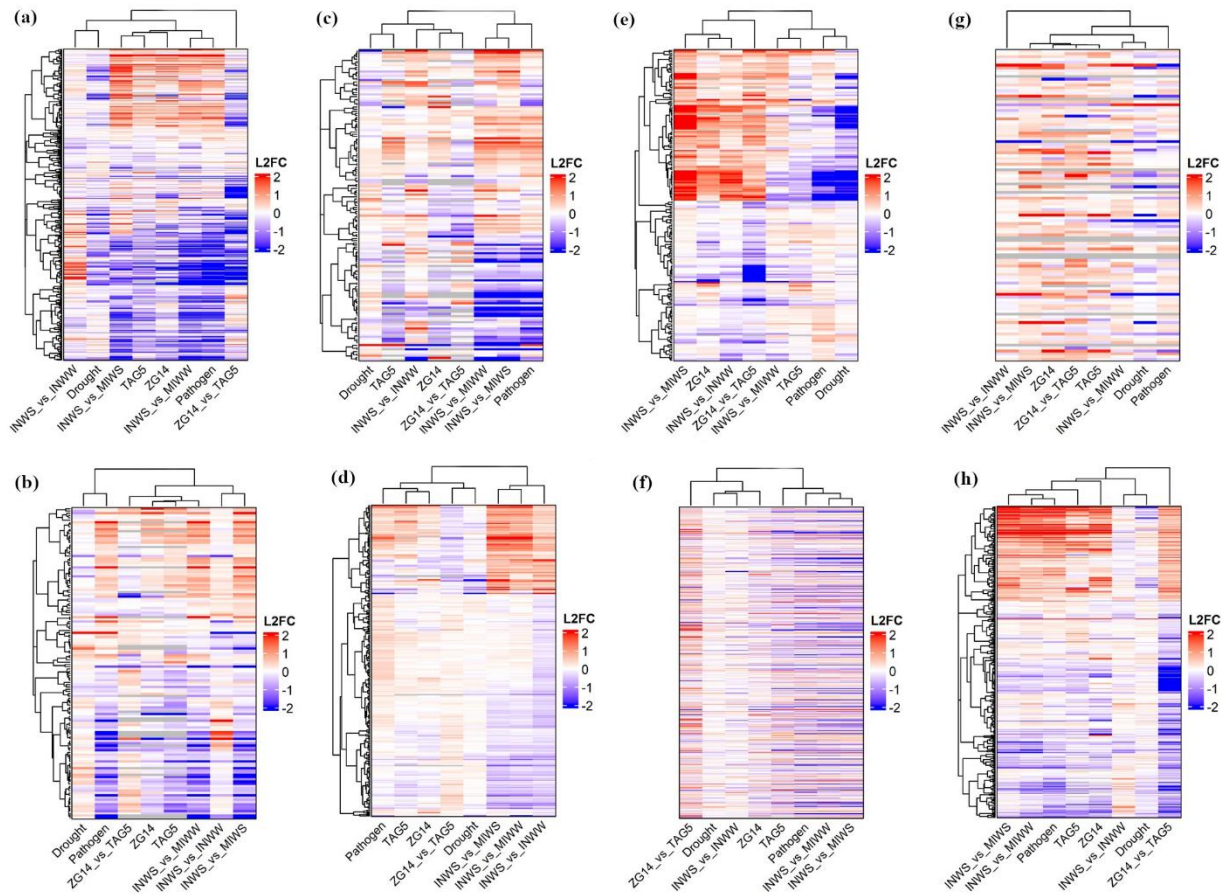 (a)
L2FC
2
1
0
-1
-2
INWS_vs_INWW
Drought
INWS_vs_MIWS
INWS_vs_TAG5
ZG14
INWS_vs_MIWW
Pathogen
ZG14_vs_TAG5
(c)
L2FC
2
1
0
-1
-2
Drought
TAG5
INWS_vs_INWW
ZG14
ZG14_vs_TAG5
INWS_vs_MIWW
INWS_vs_MIWS
Pathogen
(e)
L2FC
2
1
0
-1
-2
INWS_vs_MIWS
ZG14
INWS_vs_INWW
ZG14_vs_TAG5
INWS_vs_MIWW
TAG5
Pathogen
Drought
(g)
L2FC
2
1
0
-1
-2
INWS_vs_INWW
INWS_vs_MIWS
ZG14
ZG14_vs_TAG5
TAG5
INWS_vs_MIWW
Drought
Pathogen
(b)
L2FC
2
1
0
-1
-2
Drought
Pathogen
ZG14_vs_TAG5
ZG14
TAG5
INWS_vs_MIWW
INWS_vs_INWW
INWS_vs_MIWS
(d)
L2FC
2
1
0
-1
-2
Pathogen
TAG5
ZG14
ZG14_vs_TAG5
Drought
INWS_vs_MIWS
INWS_vs_MIWW
INWS_vs_INWW
(f)
L2FC
2
1
0
-1
-2
ZG14_vs_TAG5
Drought
INWS_vs_INWW
ZG14
TAG5
Pathogen
INWS_vs_MIWW
INWS_vs_MIWS
(h)
L2FC
2
1
0
-1
-2
INWS_vs_MIWS
INWS_vs_MIWW
Pathogen
TAG5
ZG14
INWS_vs_INWW
Drought
ZG14_vs_TAG5